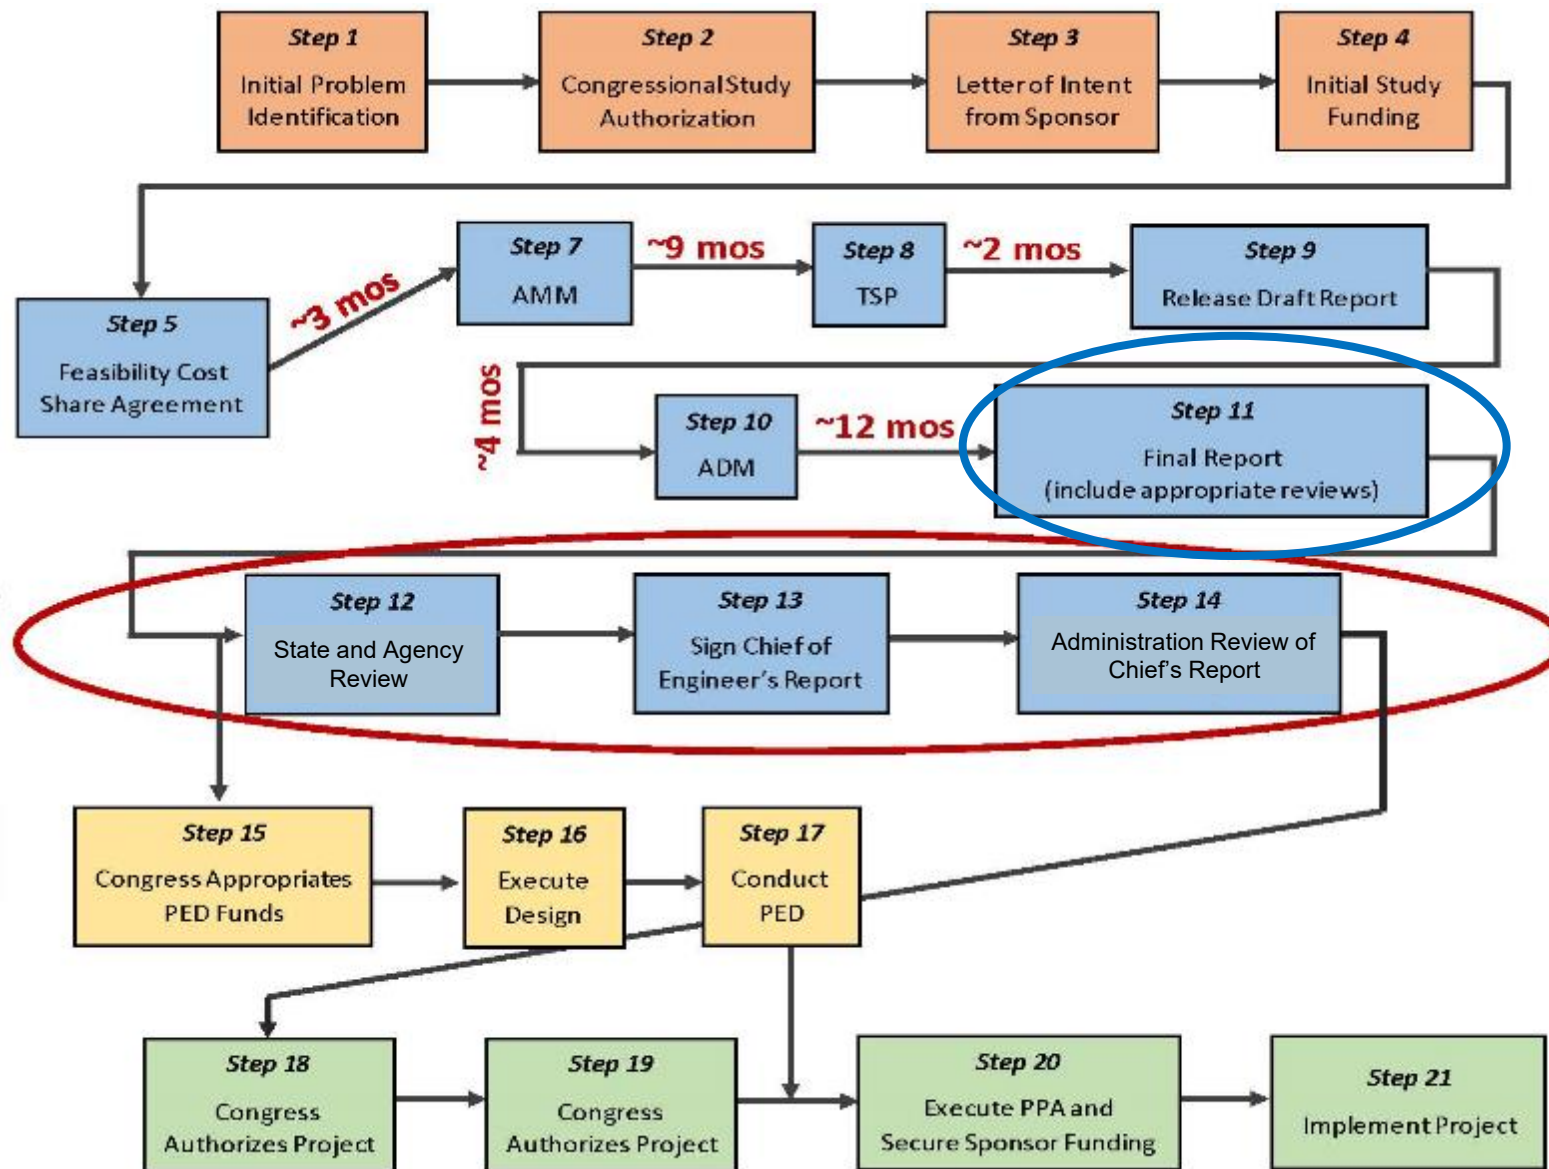 Step 1
Initial Problem
Identification
Step 2
Congressional Study
Authorization
Step 3
Letter of Intent
from Sponsor
Step 4
Initial Study
Funding
Step 5
Feasibility Cost
Share Agreement
~3 mos
Step 7
AMM
~9 mos
Step 8
TSP
~2 mos
Step 9
Release Draft Report
~4 mos
Step 10
ADM
~12 mos
Step 11
Final Report
(include appropriate reviews)
Step 12
State and Agency
Review
Step 13
Sign Chief of
Engineer's Report
Step 14
Administration Review of
Chief’s Report
Step 15
Congress Appropriates
PED Funds
Step 16
Execute
Design
Step 17
Conduct
PED
Step 18
Congress
Authorizes Project
Step 19
Congress
Authorizes Project
Step 20
Execute PPA and
Secure Sponsor Funding
Step 21
Implement Project